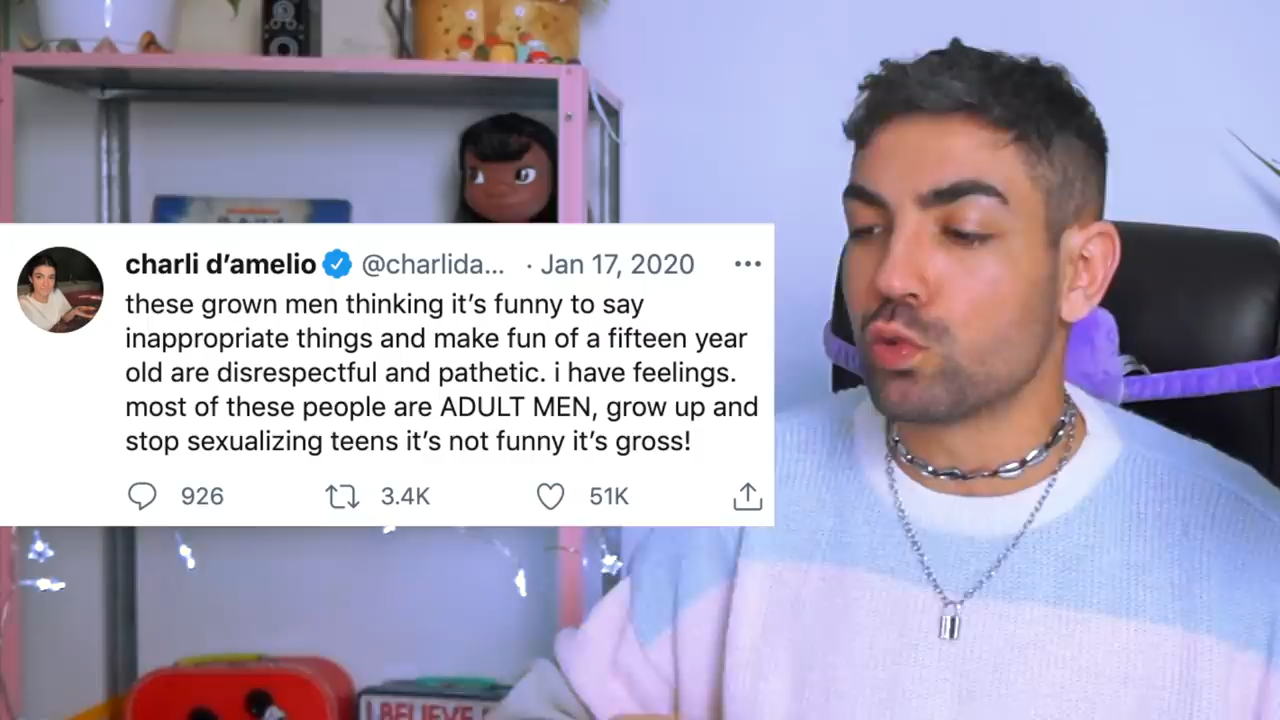 charli d'amelio @charlida... · Jan 17, 2020
these grown men thinking it's funny to say
inappropriate things and make fun of a fifteen year
old are disrespectful and pathetic. i have feelings.
most of these people are ADULT MEN, grow up and
stop sexualizing teens it's not funny it's gross!
926 3.4K 51K
I BELIEVE